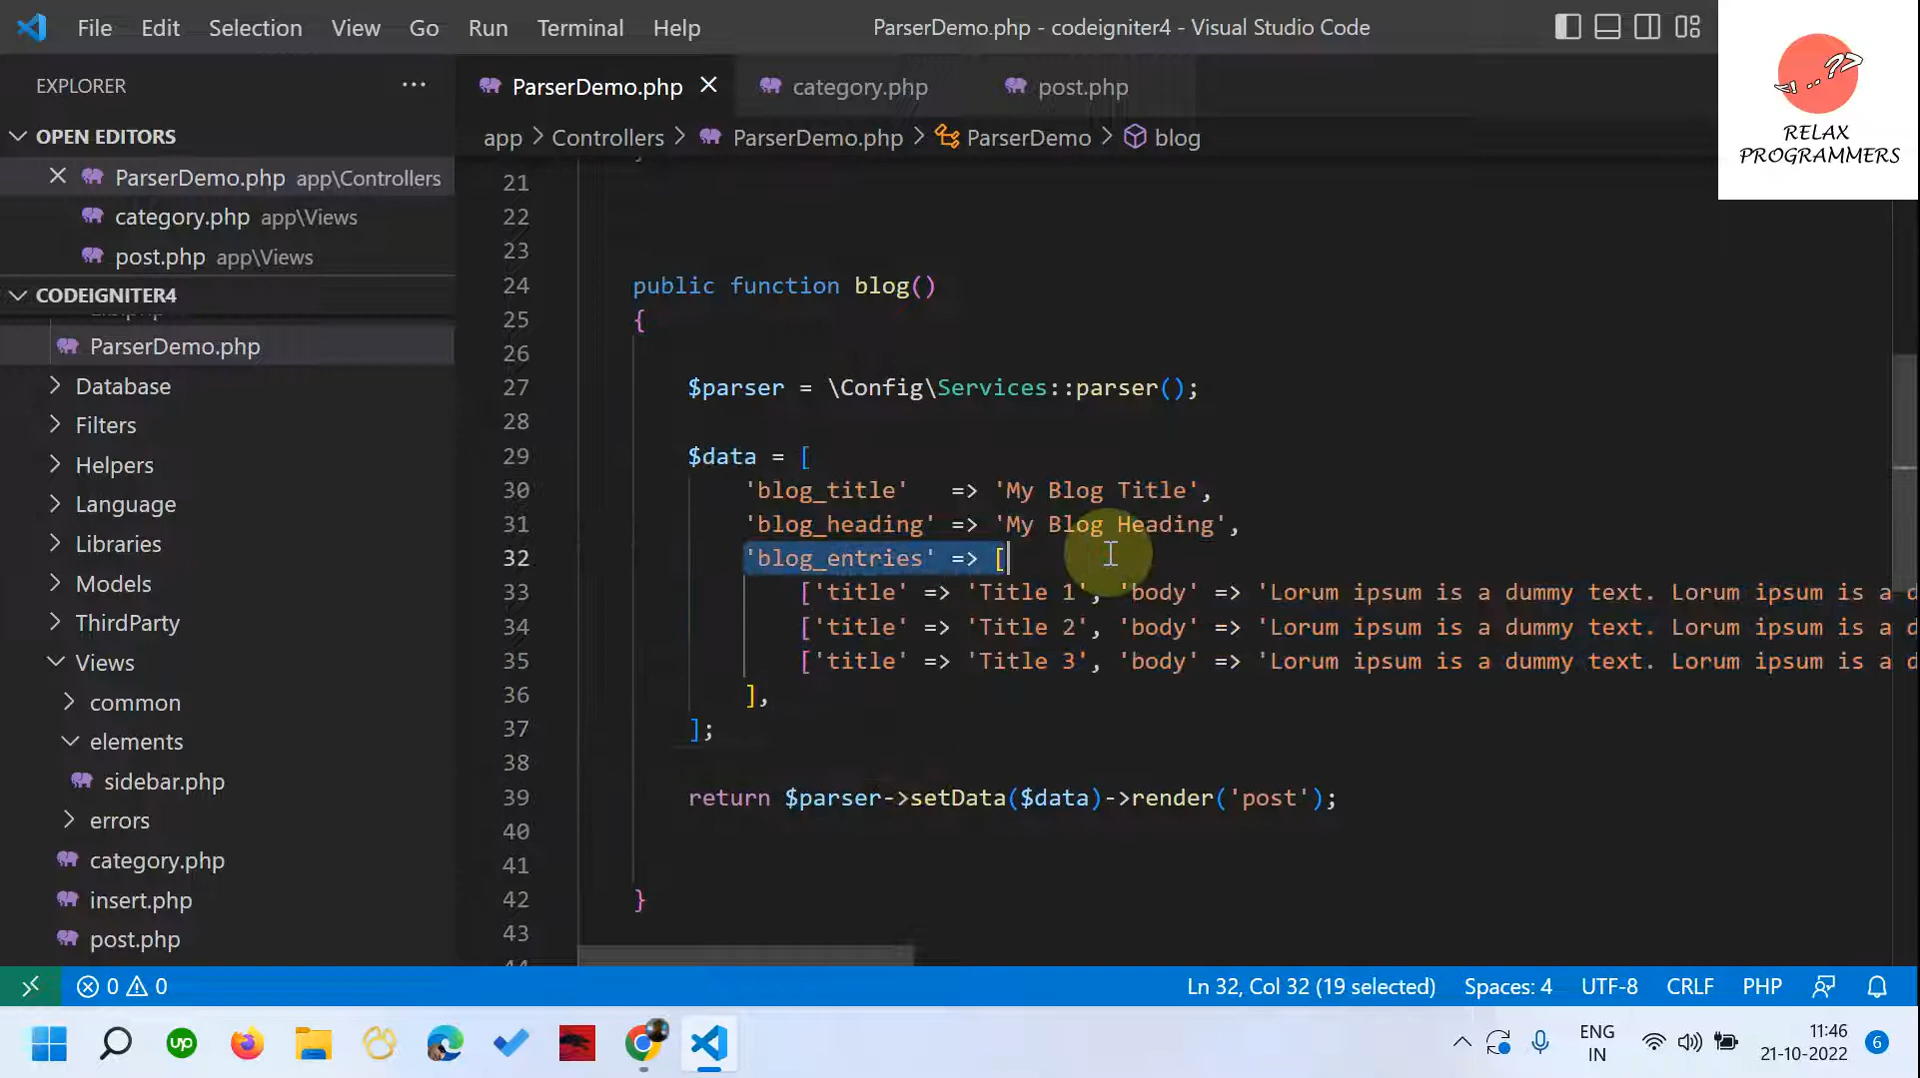 File Edit Selection View Go Run Terminal Help
ParserDemo.php - codeigniter4 - Visual Studio Code
RELAX
PROGRAMMERS
EXPLORER
OPEN EDITORS
ParserDemo.php app\Controllers
category.php app\Views
post.php app\Views
CODEIGNITER4
ParserDemo.php
Database
Filters
Helpers
Language
Libraries
Models
ThirdParty
Views
common
elements
sidebar.php
errors
category.php
insert.php
post.php
ParserDemo.php category.php post.php
app > Controllers > ParserDemo.php > ParserDemo > blog
21
22
23
24 public function blog()
25 {
26
27 $parser = \Config\Services::parser();
28
29 $data = [
30 'blog_title' => 'My Blog Title',
31 'blog_heading' => 'My Blog Heading',
32 'blog_entries' => [
33 ['title' => 'Title 1', 'body' => 'Lorum ipsum is a dummy text. Lorum ipsum is a d
34 ['title' => 'Title 2', 'body' => 'Lorum ipsum is a dummy text. Lorum ipsum is a d
35 ['title' => 'Title 3', 'body' => 'Lorum ipsum is a dummy text. Lorum ipsum is a d
36 ],
37 ];
38
39 return $parser->setData($data)->render('post');
40
41
42 }
43
0 0
Ln 32, Col 32 (19 selected) Spaces: 4 UTF-8 CRLF PHP
up
ENG
IN
11:46
21-10-2022
6